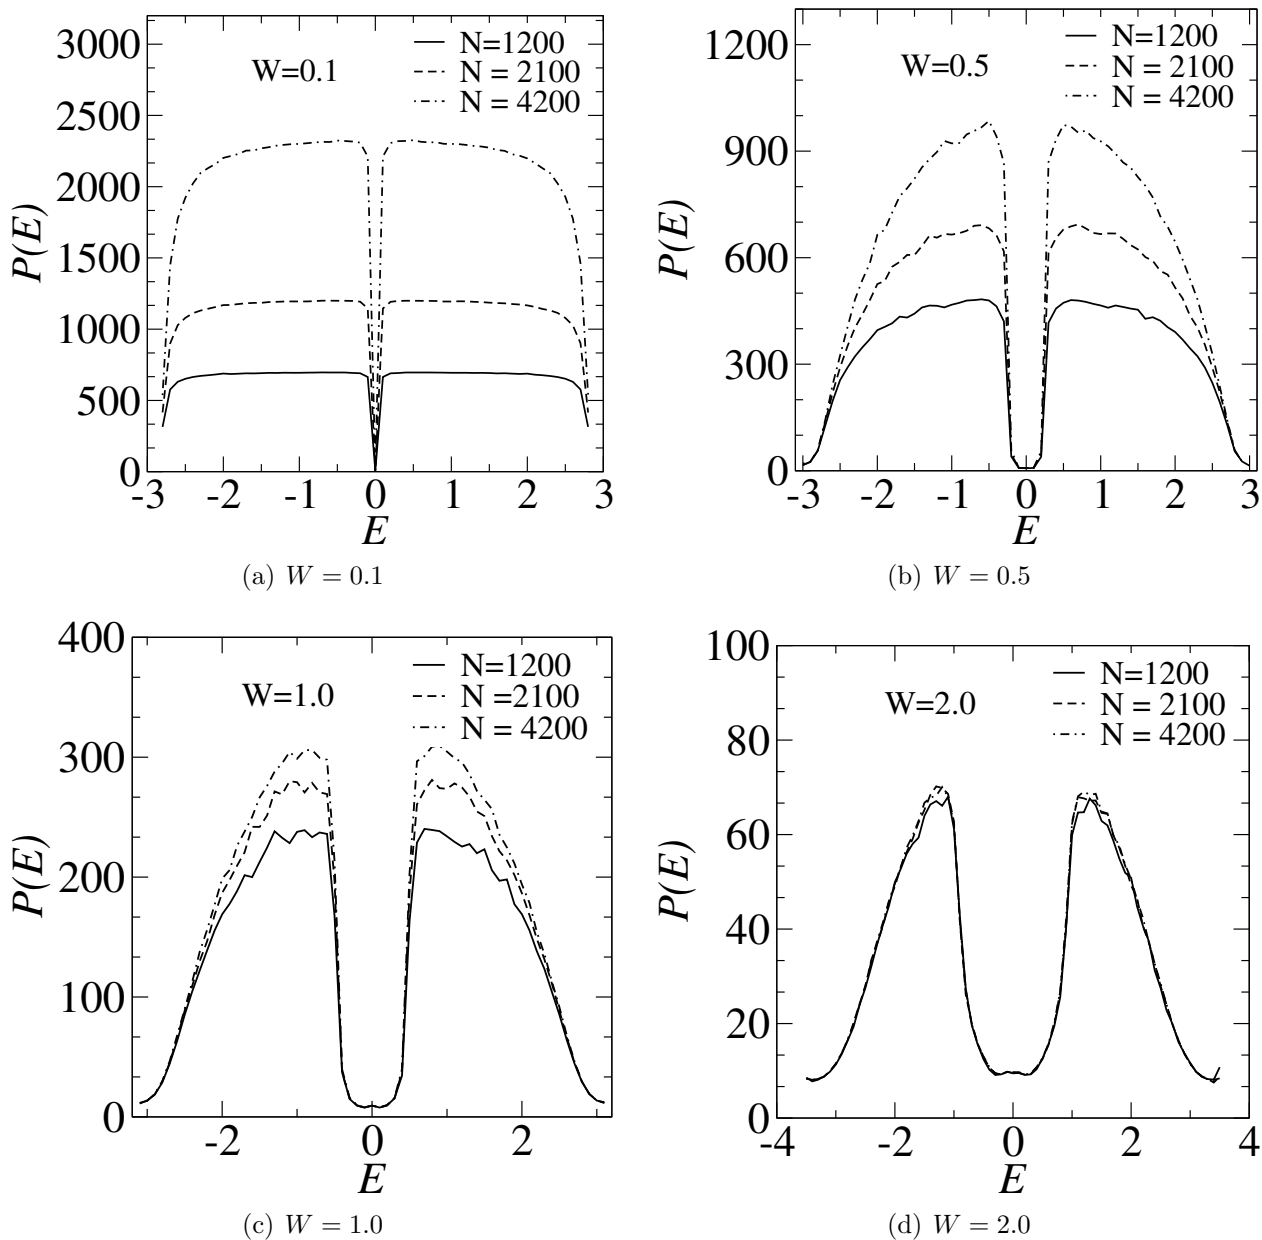 3000
2500
2000
1500
1000
500
0
P(E)
W=0.1
N=1200
N = 2100
N = 4200
-3 -2 -1 0 1 2 3
E
(a) W = 0.1
1200
900
600
300
0
P(E)
W=0.5
N=1200
N = 2100
N = 4200
-3 -2 -1 0 1 2 3
E
(b) W = 0.5
400
300
200
100
0
P(E)
W=1.0
N=1200
N =2100
N = 4200
-2 0 2
E
(c) W = 1.0
100
80
60
40
20
0
P(E)
W=2.0
N=1200
N = 2100
N = 4200
-4 -2 0 2 4
E
(d) W = 2.0